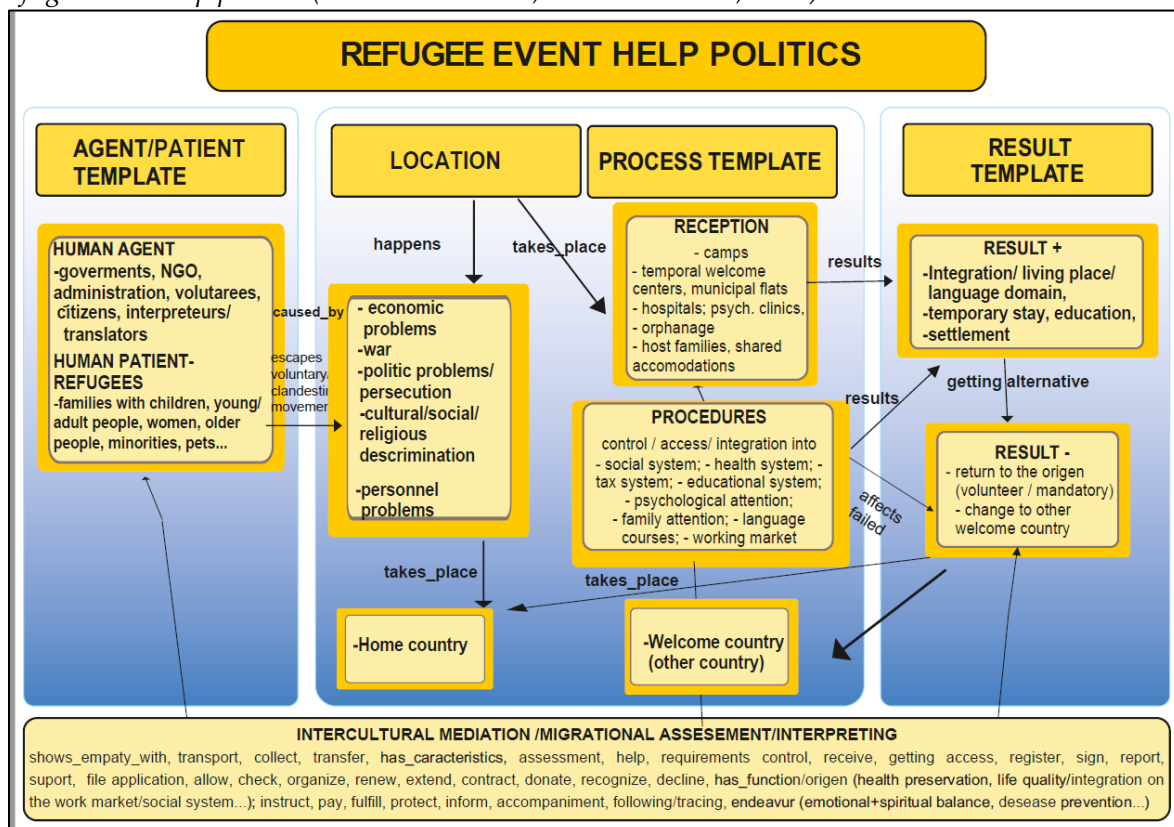 REFUGEE EVENT HELP POLITICS
AGENT/PATIENT
TEMPLATE
HUMAN AGENT
-goverments, NGO,
administration, volutarees,
citizens, interpreteurs/
translators
HUMAN PATIENT-
REFUGEES
-families with children, young/
adult people, women, older
people, minorities, pets...
caused_by
escapes
voluntary/
clandestin
movemen
LOCATION
happens
takes_place
- economic
problems
-war
-politic problems/
persecution
-cultural/social/
religious
descrimination
-personnel
problems
takes_place
-Home country
PROCESS TEMPLATE
RECEPTION
- camps
- temporal welcome
centers, municipal flats
- hospitals; psych. clinics,
- orphanage
- host families, shared
accomodations
results
PROCEDURES
control / access/ integration into
- social system; - health system; -
tax system; - educational system;
- psychological attention;
- family attention; - language
courses; - working market
results
affects
failed
takes_place
-Welcome country
(other country)
RESULT
TEMPLATE
RESULT +
-Integration/ living place/
language domain,
-temporary stay, education,
-settlement
getting alternative
RESULT -
- return to the origen
(volunteer / mandatory)
- change to other
welcome country
INTERCULTURAL MEDIATION /MIGRATIONAL ASSESEMENT/INTERPRETING
shows_empaty_with, transport, collect, transfer, has_caracteristics, assessment, help, requirements control, receive, getting access, register, sign, report,
suport, file application, allow, check, organize, renew, extend, contract, donate, recognize, decline, has_function/origen (health preservation, life quality/integration on
the work market/social system...); instruct, pay, fulfill, protect, inform, accompaniment, following/tracing, endeavur (emotional+spiritual balance, desease prevention...)